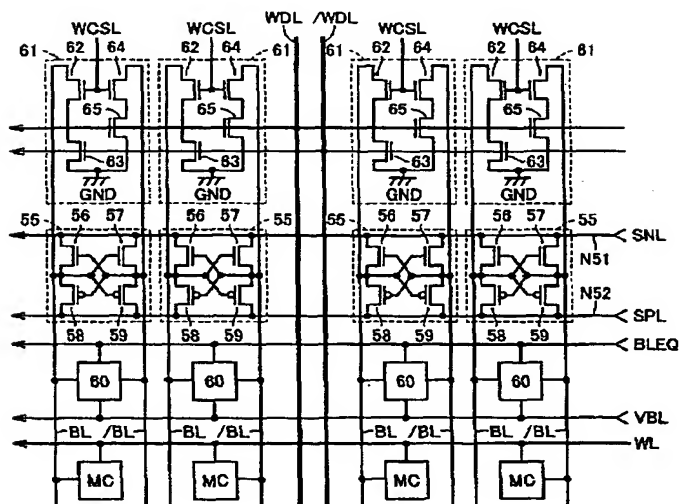 WDL /WDL
WCSL WCSL WCSL WCSL
61 62 64 62 64 61 61 62 64 62 64 61
65 65 65 65
63 63 63 63
GND GND GND GND
55 56 57 56 57 55 55 56 57 56 57 55
SNL
N51
N52
SPL
58 59 58 59 58 59 58 59
BLEQ
60 60 60 60
VBL
BL /BL BL /BL BL /BL BL /BL
WL
MC MC MC MC